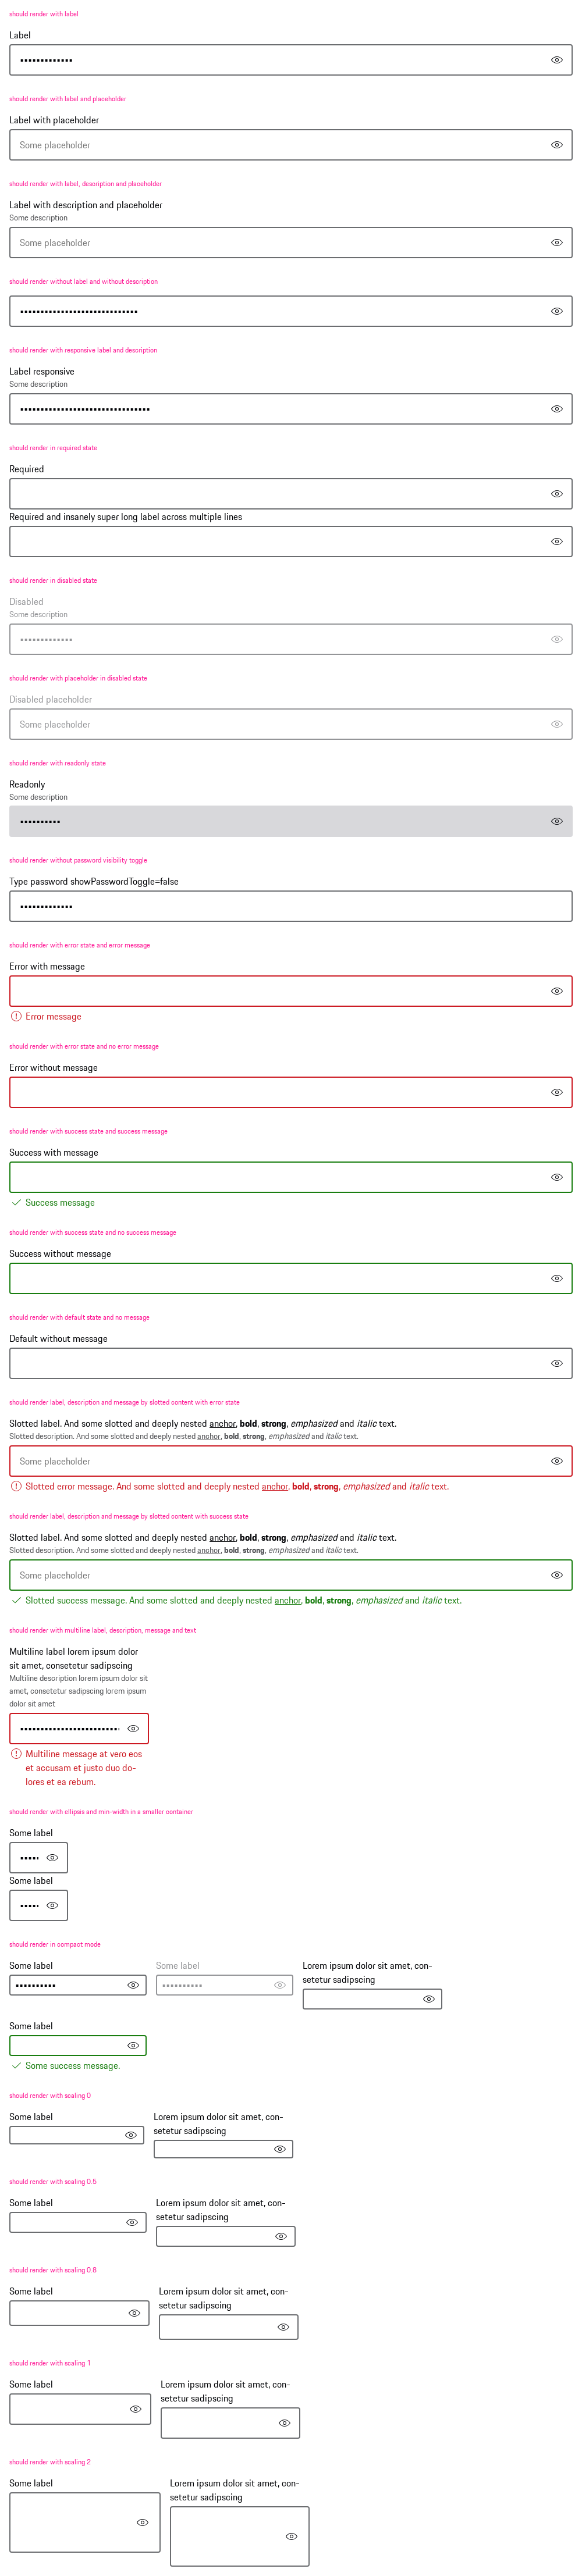 should render with label
Label
•••••••••••••
should render with label and placeholder
Label with placeholder
Some placeholder
should render with label, description and placeholder
Label with description and placeholder
Some description
Some placeholder
should render without label and without description
•••••••••••••••••••••••••••••
should render with responsive label and description
Label responsive
Some description
••••••••••••••••••••••••••••••••
should render in required state
Required
Required and insanely super long label across multiple lines
should render in disabled state
Disabled
Some description
•••••••••••••
should render with placeholder in disabled state
Disabled placeholder
Some placeholder
should render with readonly state
Readonly
Some description
••••••••••
should render without password visibility toggle
Type password showPasswordToggle=false
•••••••••••••
should render with error state and error message
Error with message
Error message
should render with error state and no error message
Error without message
should render with success state and success message
Success with message
Success message
should render with success state and no success message
Success without message
should render with default state and no message
Default without message
should render label, description and message by slotted content with error state
Slotted label. And some slotted and deeply nested anchor, bold, strong, emphasized and italic text.
Slotted description. And some slotted and deeply nested anchor, bold, strong, emphasized and italic text.
Some placeholder
Slotted error message. And some slotted and deeply nested anchor, bold, strong, emphasized and italic text.
should render label, description and message by slotted content with success state
Slotted label. And some slotted and deeply nested anchor, bold, strong, emphasized and italic text.
Slotted description. And some slotted and deeply nested anchor, bold, strong, emphasized and italic text.
Some placeholder
Slotted success message. And some slotted and deeply nested anchor, bold, strong, emphasized and italic text.
should render with multiline label, description, message and text
Multiline label lorem ipsum dolor
sit amet, consetetur sadipscing
Multiline description lorem ipsum dolor sit
amet, consetetur sadipscing lorem ipsum
dolor sit amet
•••••••••••••••••••••••••
Multiline message at vero eos
et accusam et justo duo do-
lores et ea rebum.
should render with ellipsis and min-width in a smaller container
Some label
•••••
Some label
•••••
should render in compact mode
Some label
••••••••••
Some label
••••••••••
Lorem ipsum dolor sit amet, con-
setetur sadipscing
Some label
Some success message.
should render with scaling 0
Some label
Lorem ipsum dolor sit amet, con-
setetur sadipscing
should render with scaling 0.5
Some label
Lorem ipsum dolor sit amet, con-
setetur sadipscing
should render with scaling 0.8
Some label
Lorem ipsum dolor sit amet, con-
setetur sadipscing
should render with scaling 1
Some label
Lorem ipsum dolor sit amet, con-
setetur sadipscing
should render with scaling 2
Some label
Lorem ipsum dolor sit amet, con-
setetur sadipscing